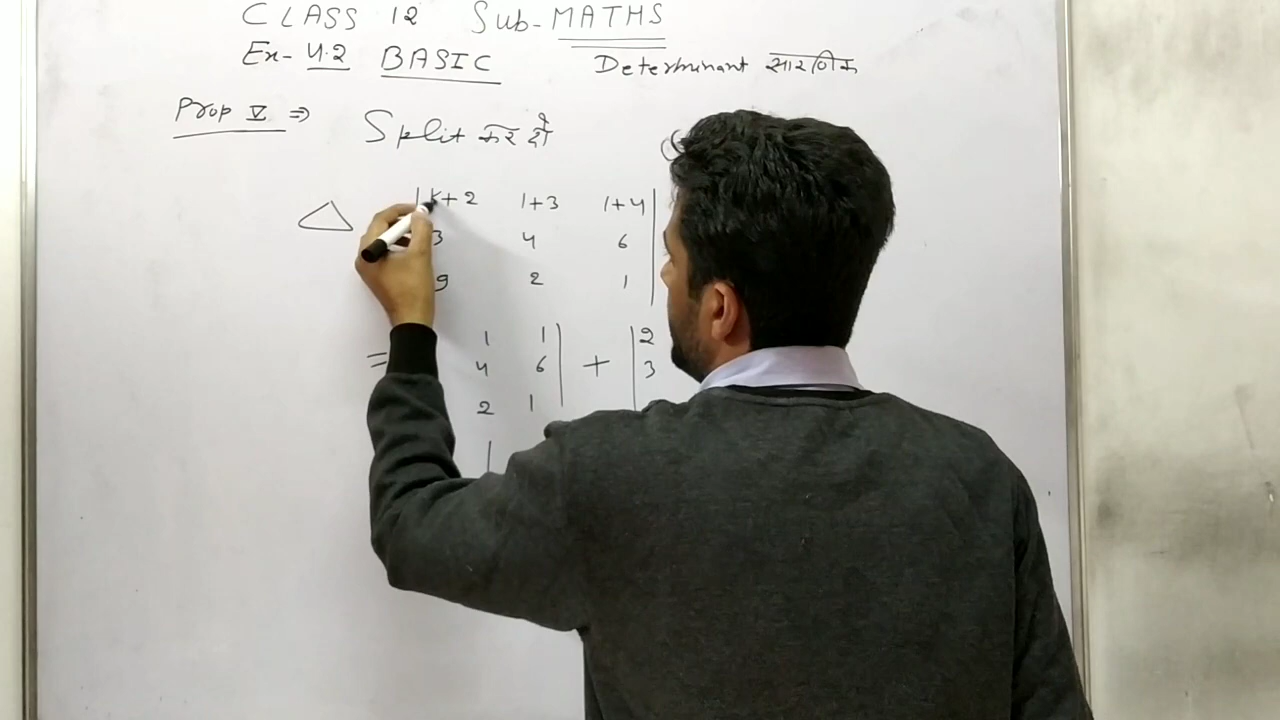 CLASS 12 Sub-MATHS
Ex-4.2 BASIC Determinant सारणिक
Prop V ⇒ Split कर दो
△ | +2 1+3 1+4 |
3 4 6
9 2 1
= 1 1 | + | 2
4 6 3
2 1